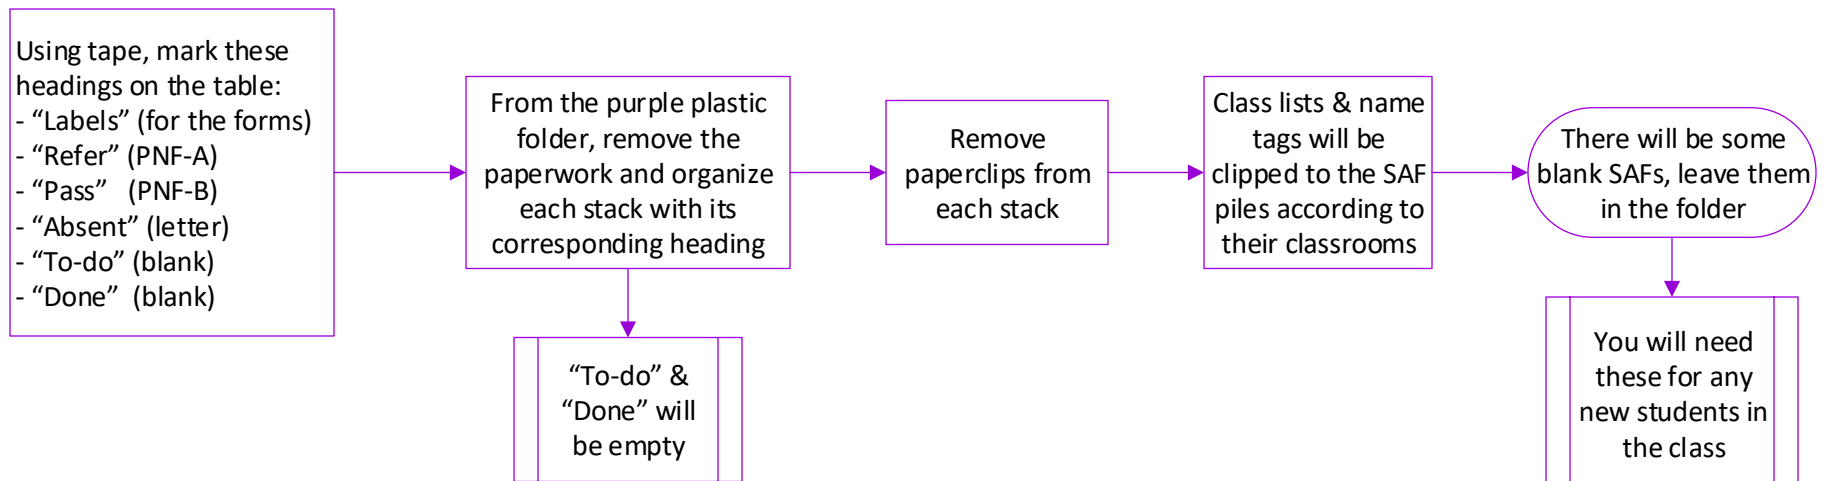 Using tape, mark these
headings on the table:
- “Labels” (for the forms)
- “Refer” (PNF-A)
- “Pass” (PNF-B)
- “Absent” (letter)
- “To-do” (blank)
- “Done” (blank)
From the purple plastic
folder, remove the
paperwork and organize
each stack with its
corresponding heading
“To-do” &
“Done” will
be empty
Remove
paperclips from
each stack
Class lists & name
tags will be
clipped to the SAF
piles according to
their classrooms
There will be some
blank SAFs, leave them
in the folder
You will need
these for any
new students in
the class